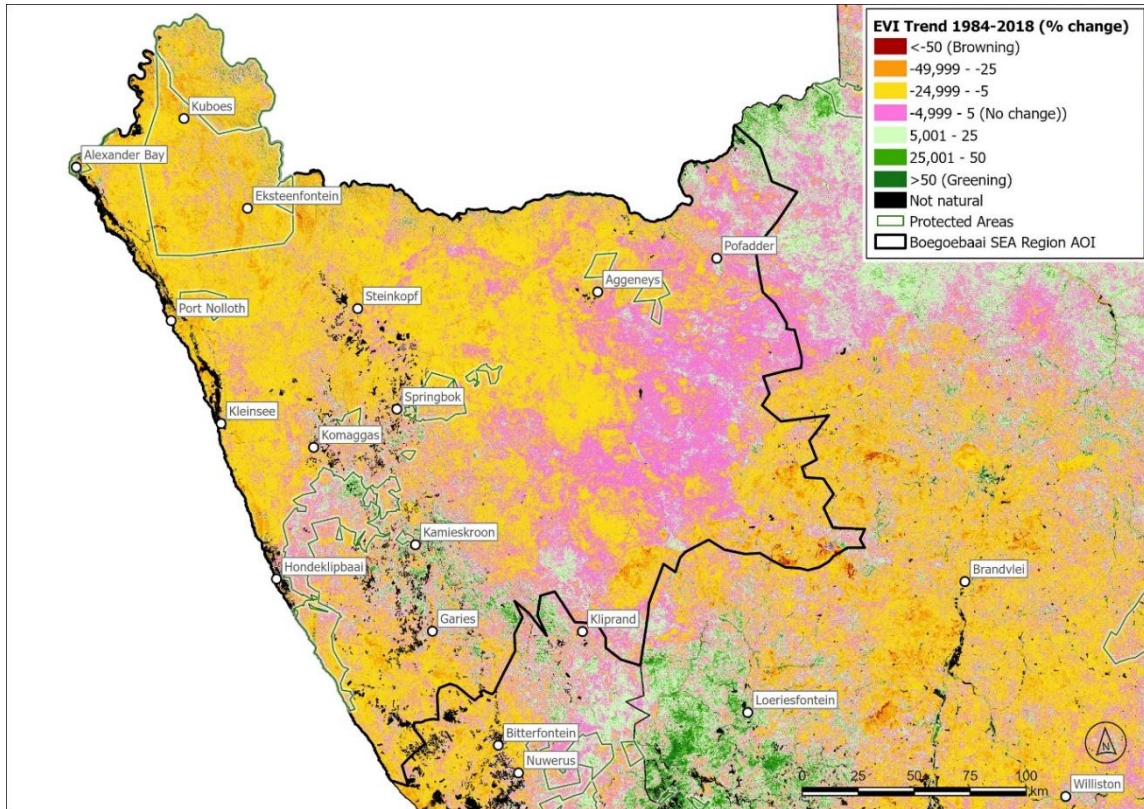 EVI Trend 1984-2018 (% change)
<-50 (Browning)
-49,999 - -25
-24,999 - -5
-4,999 - 5 (No change))
5,001 - 25
25,001 - 50
>50 (Greening)
Not natural
Protected Areas
Boegoebaai SEA Region AOI
Kuboes
Alexander Bay
Eksteenfontein
Pofadder
Aggeneys
Steinkopf
Port Nolloth
Springbok
Kleinsee
Komaggas
Kamieskroon
Hondeklipbaai
Brandvlei
Garies
Kliprand
Loeriesfontein
Bitterfontein
Nuwerus
N
0 25 50 75 100
km
Williston